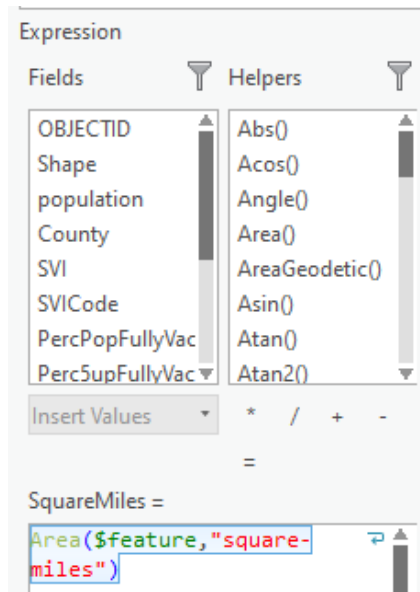 Expression
Fields Helpers
OBJECTID Abs()
Shape Acos()
population Angle()
County Area()
SVI AreaGeodetic()
SVICode Asin()
PercPopFullyVac Atan()
Perc5upFullyVac Atan2()
Insert Values * / + -
=
SquareMiles =
Area($feature,"square-
miles")